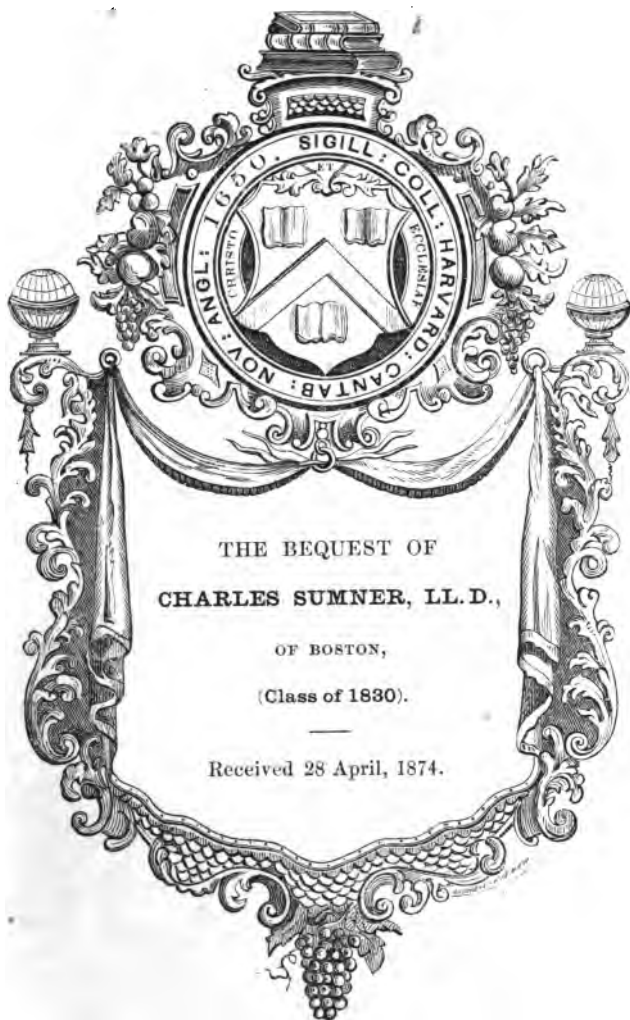 SIGILL: COLL: HARVARD: CANTAB: NOV: ANGL: 1650.
CHRISTO
ET
ECCLESIAE
THE BEQUEST OF
CHARLES SUMNER, LL.D.,
OF BOSTON,
(Class of 1830).
Received 28 April, 1874.